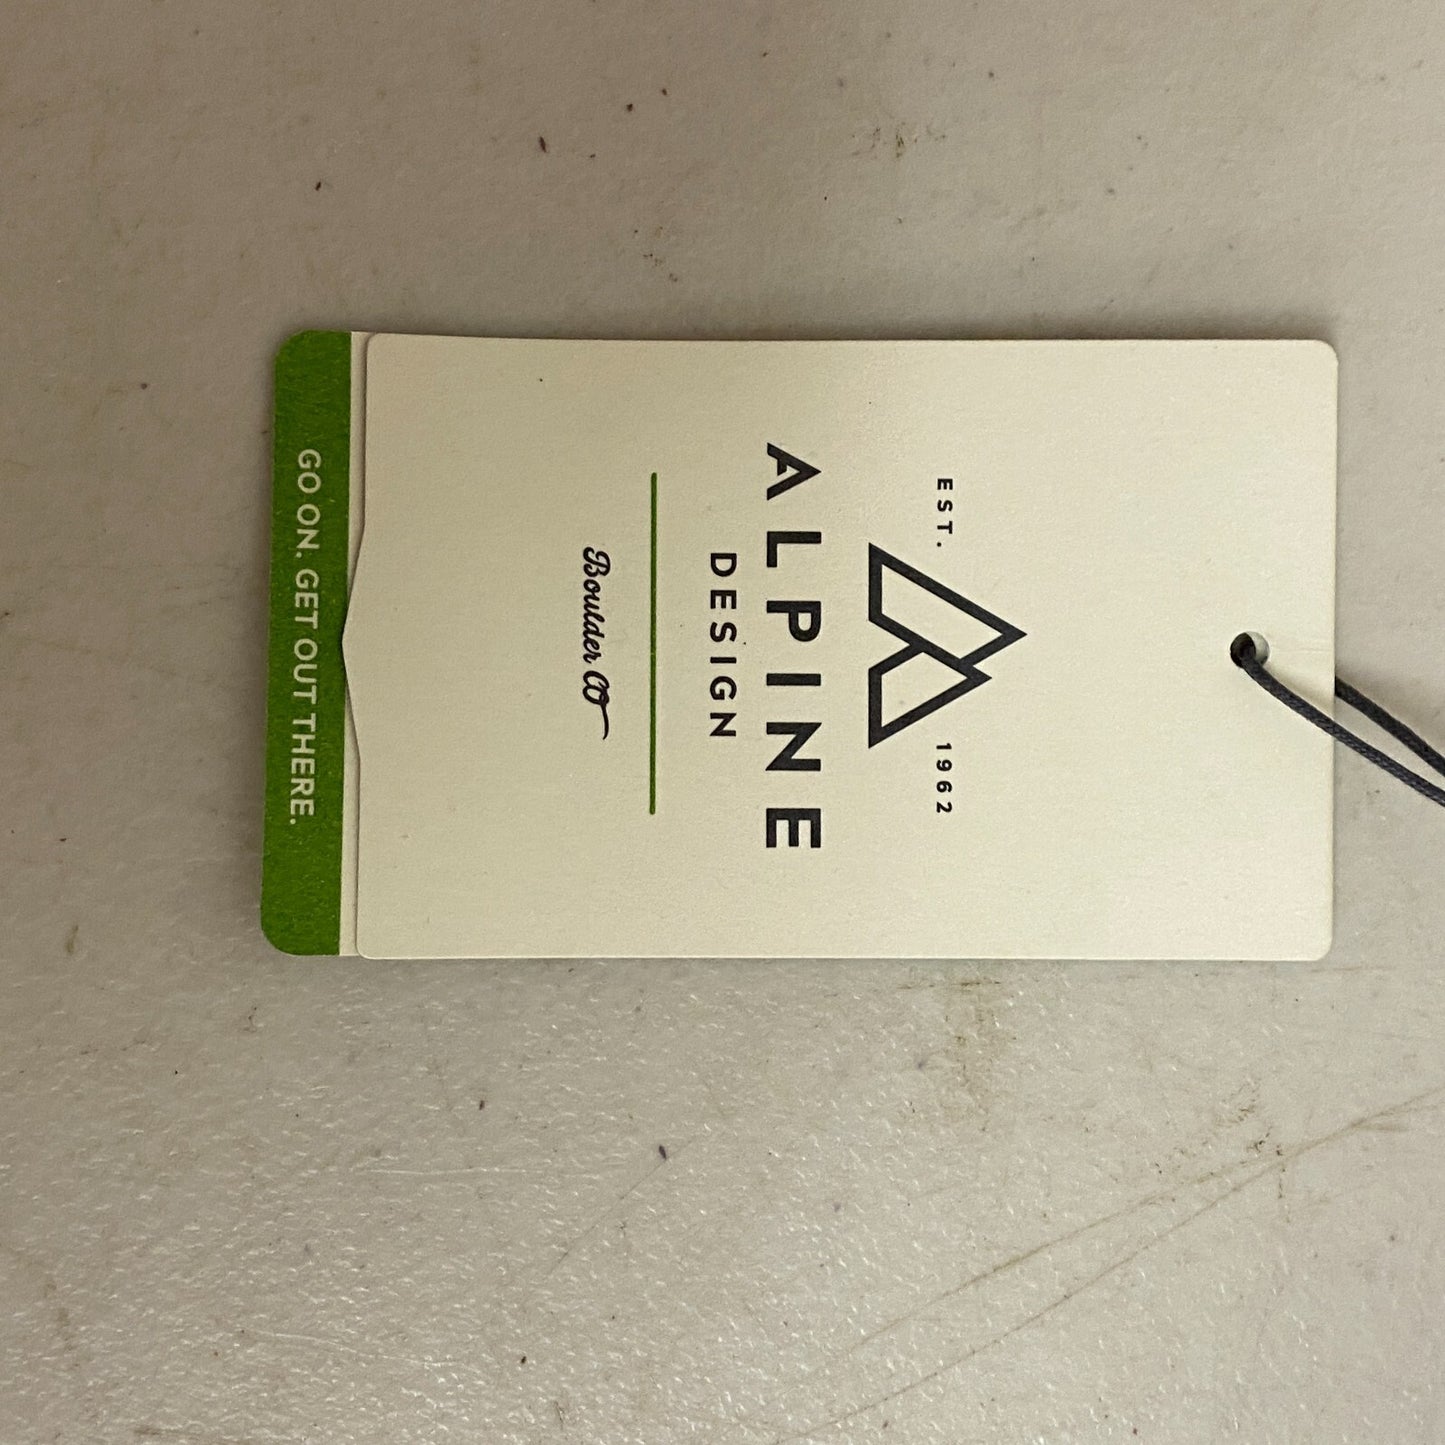 EST. 1962
ALPINE
DESIGN
Boulder CO
GO ON. GET OUT THERE.